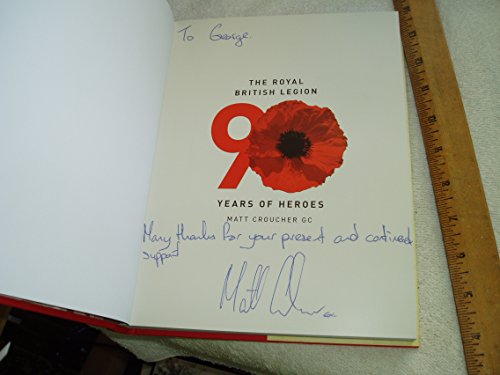 To George.
THE ROYAL
BRITISH LEGION
90
YEARS OF HEROES
MATT CROUCHER GC
Many thanks for your present and continued
support
Matt